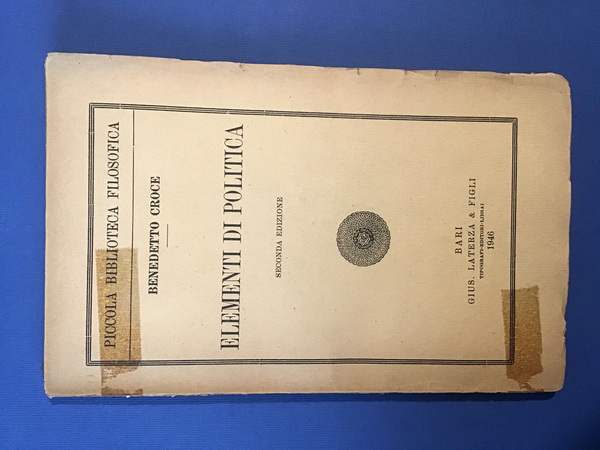 PICCOLA BIBLIOTECA FILOSOFICA
BENEDETTO CROCE
ELEMENTI DI POLITICA
SECONDA EDIZIONE
BARI
GIUS. LATERZA & FIGLI
TIPOGRAFI-EDITORI-LIBRAI
1946